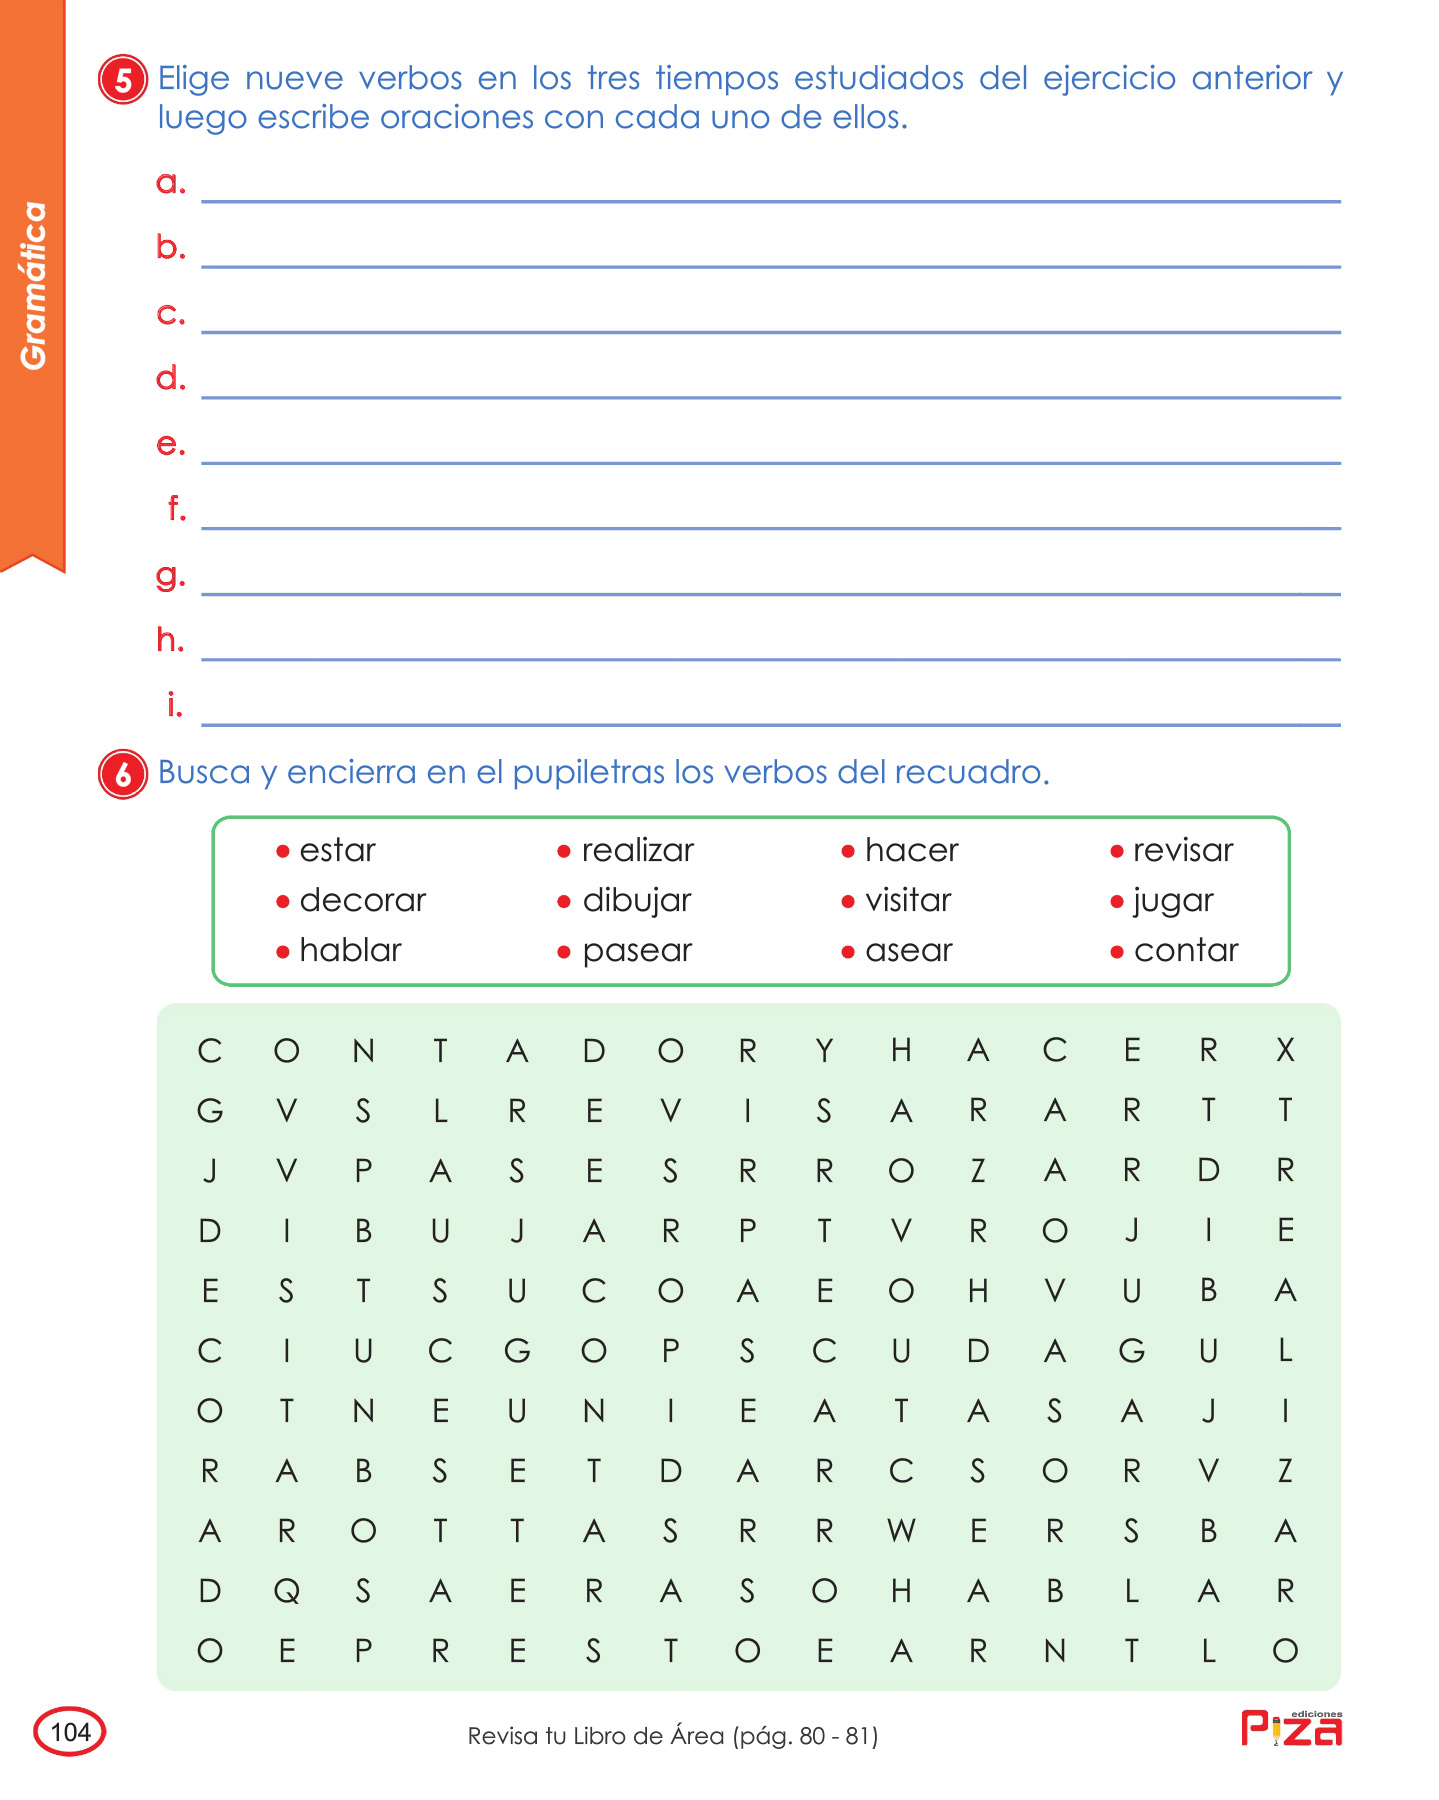 Gramática
5 Elige nueve verbos en los tres tiempos estudiados del ejercicio anterior y
luego escribe oraciones con cada uno de ellos.
a.
b.
c.
d.
e.
f.
g.
h.
i.
6 Busca y encierra en el pupiletras los verbos del recuadro.
• estar • realizar • hacer • revisar
• decorar • dibujar • visitar • jugar
• hablar • pasear • asear • contar
C O N T A D O R Y H A C E R X
G V S L R E V I S A R A R T T
J V P A S E S R R O Z A R D R
D I B U J A R P T V R O J I E
E S T S U C O A E O H V U B A
C I U C G O P S C U D A G U L
O T N E U N I E A T A S A J I
R A B S E T D A R C S O R V Z
A R O T T A S R R W E R S B A
D Q S A E R A S O H A B L A R
O E P R E S T O E A R N T L O
104
Revisa tu Libro de Área (pág. 80 - 81)
ediciones
Piza